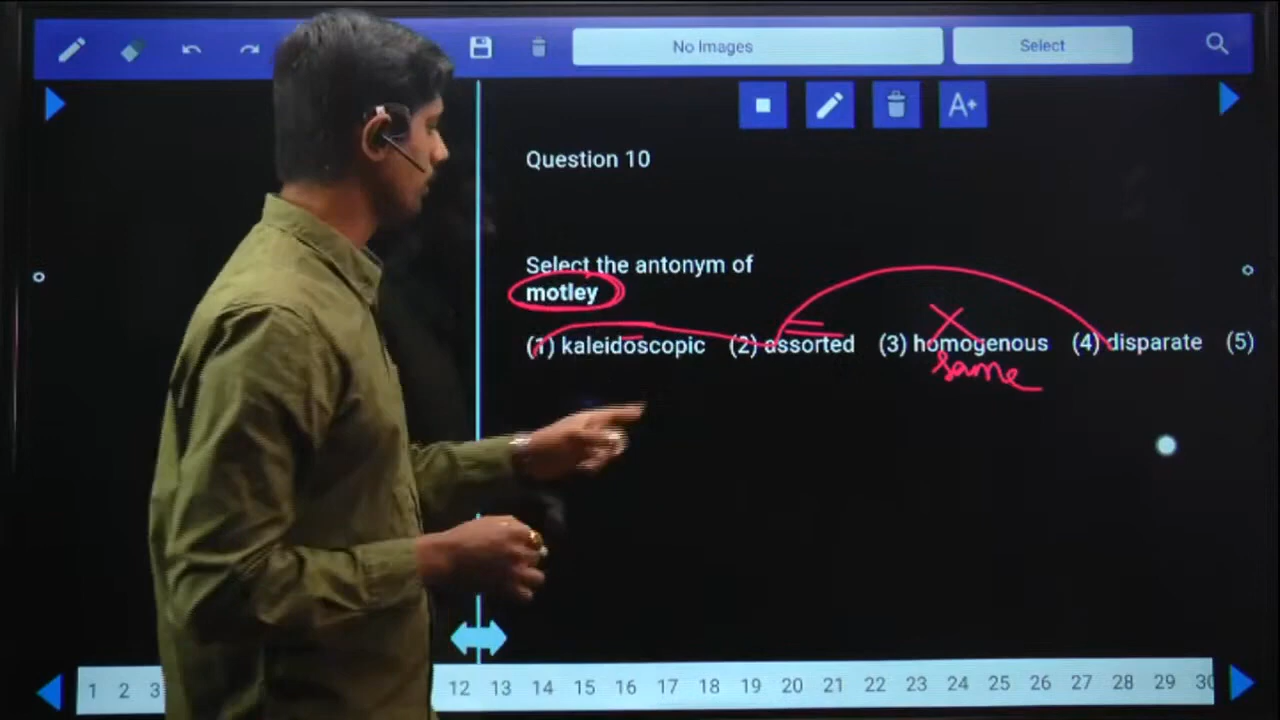 No Images Select
A+
Question 10
Select the antonym of
motley
(1) kaleidoscopic (2) assorted (3) homogenous (4) disparate (5)
same
1 2 3 12 13 14 15 16 17 18 19 20 21 22 23 24 25 26 27 28 29 30